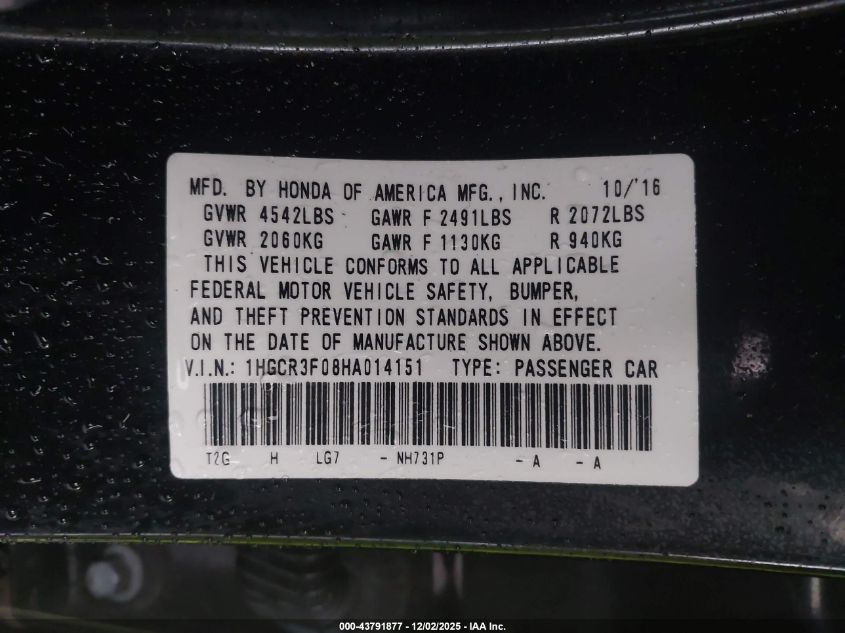 MFD. BY HONDA OF AMERICA MFG., INC. 10/'16
GVWR 4542LBS GAWR F 2491LBS R 2072LBS
GVWR 2060KG GAWR F 1130KG R 940KG
THIS VEHICLE CONFORMS TO ALL APPLICABLE
FEDERAL MOTOR VEHICLE SAFETY, BUMPER,
AND THEFT PREVENTION STANDARDS IN EFFECT
ON THE DATE OF MANUFACTURE SHOWN ABOVE.
V.I.N.: 1HGCR3F08HA014151 TYPE: PASSENGER CAR
T2G H LG7 - NH731P - A - A
000-43791877 - 12/02/2025 - IAA Inc.